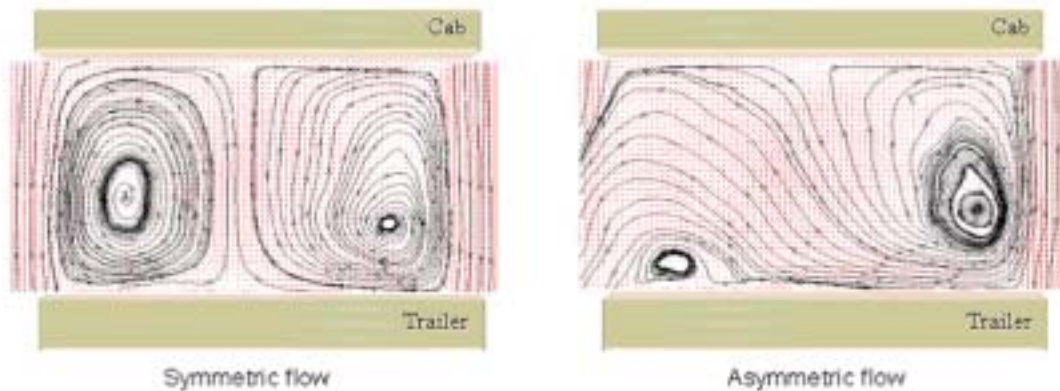 Cab
Cab
Trailer
Trailer
Symmetric flow
Asymmetric flow